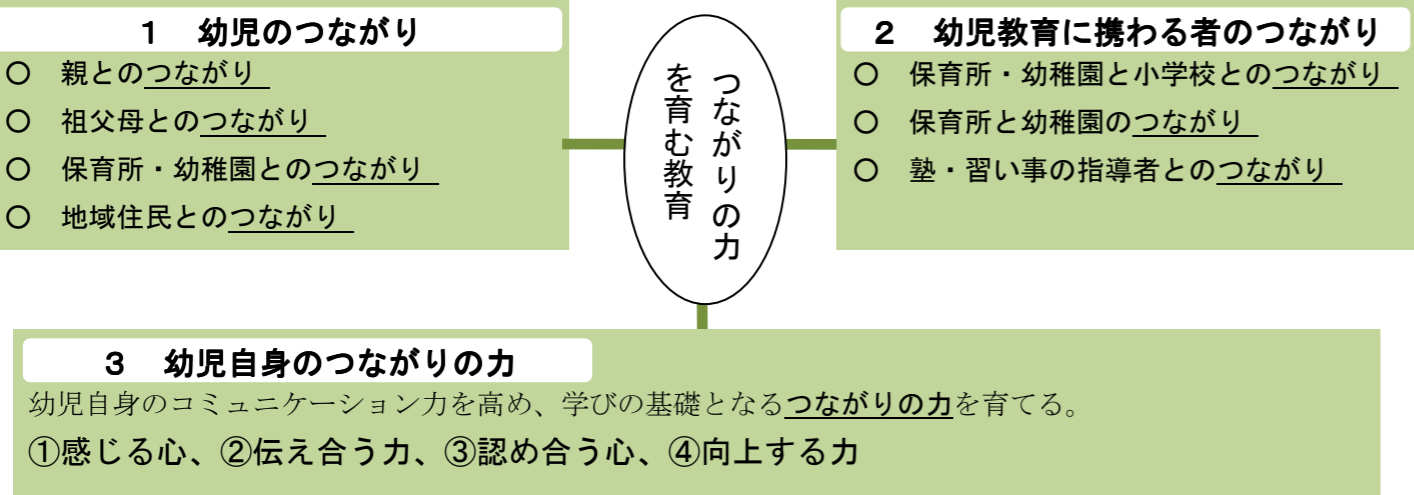 １　幼児のつながり
○　親とのつながり
○　祖父母とのつながり
○　保育所・幼稚園とのつながり
○　地域住民とのつながり
つながりの力
を育む教育
２　幼児教育に携わる者のつながり
○　保育所・幼稚園と小学校とのつながり
○　保育所と幼稚園のつながり
○　塾・習い事の指導者とのつながり
３　幼児自身のつながりの力
幼児自身のコミュニケーション力を高め、学びの基礎となるつながりの力を育てる。
①感じる心、②伝え合う力、③認め合う心、④向上する力